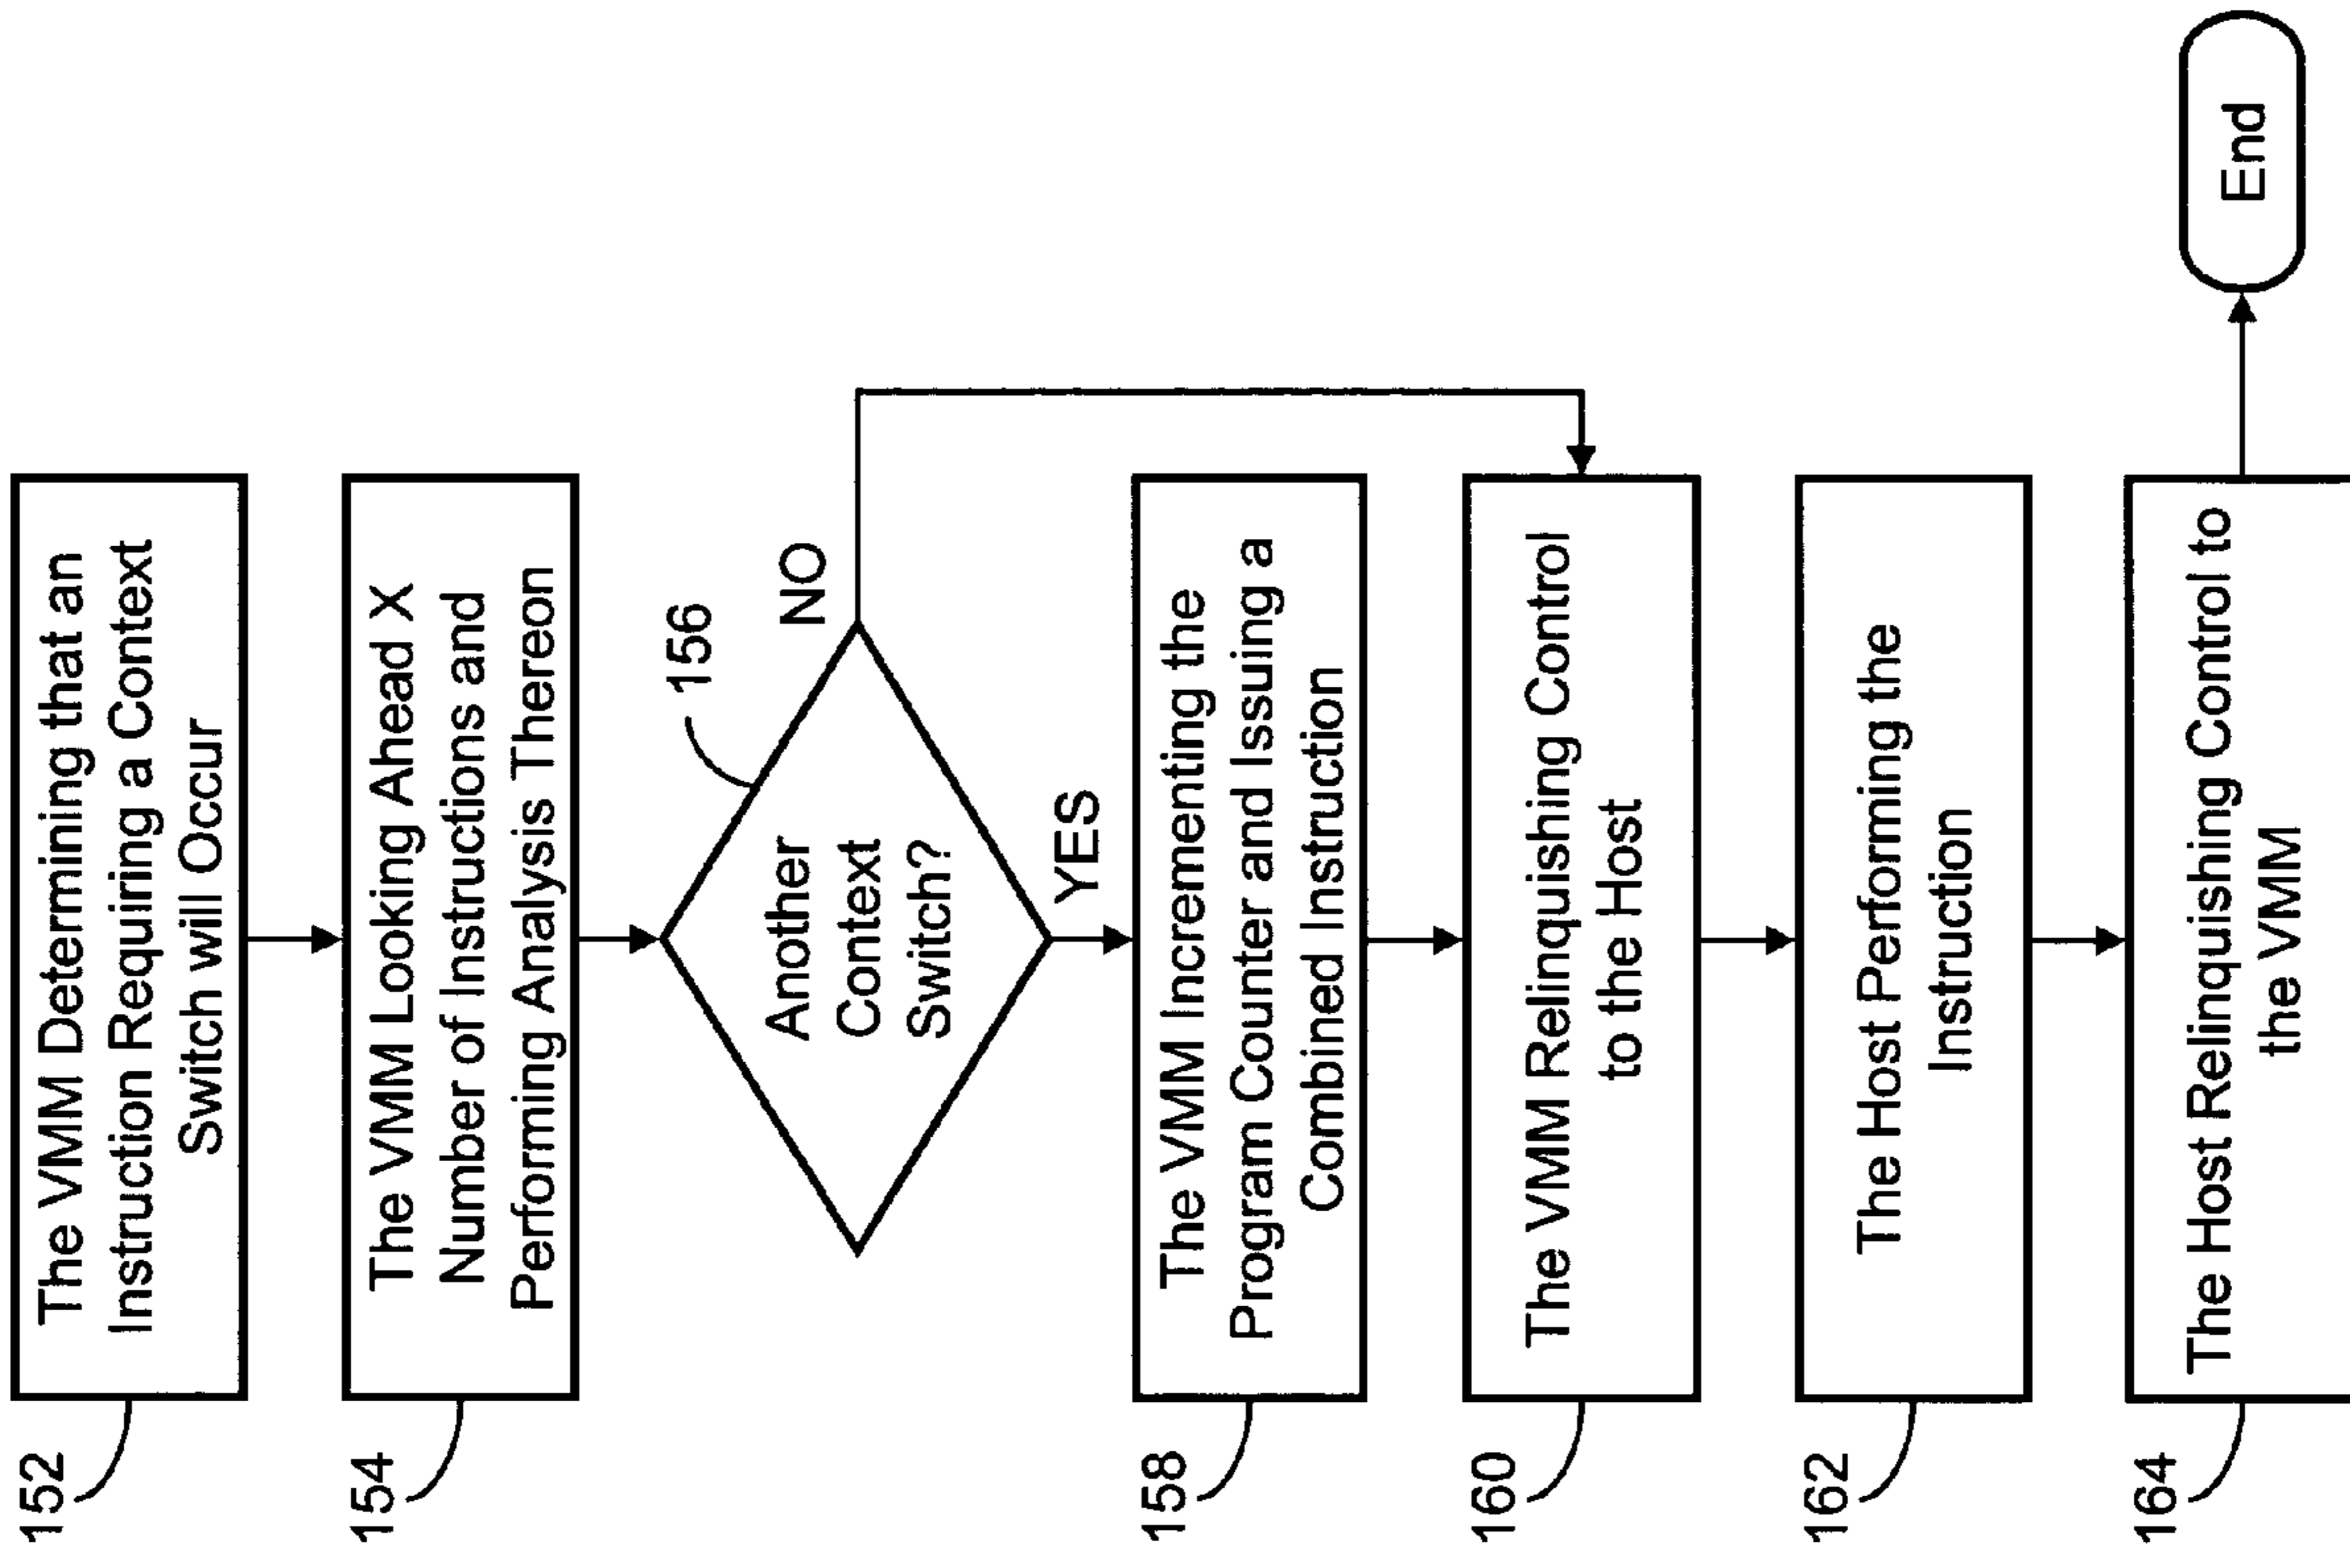 152
The VMM Determining that an
Instruction Requiring a Context
Switch will Occur
154
The VMM Looking Ahead X
Number of Instructions and
Performing Analysis Thereon
156
Another
Context
Switch?
NO
YES
158
The VMM Incrementing the
Program Counter and Issuing a
Combined Instruction
160
The VMM Relinquishing Control
to the Host
162
The Host Performing the
Instruction
164
The Host Relinquishing Control to
the VMM
End